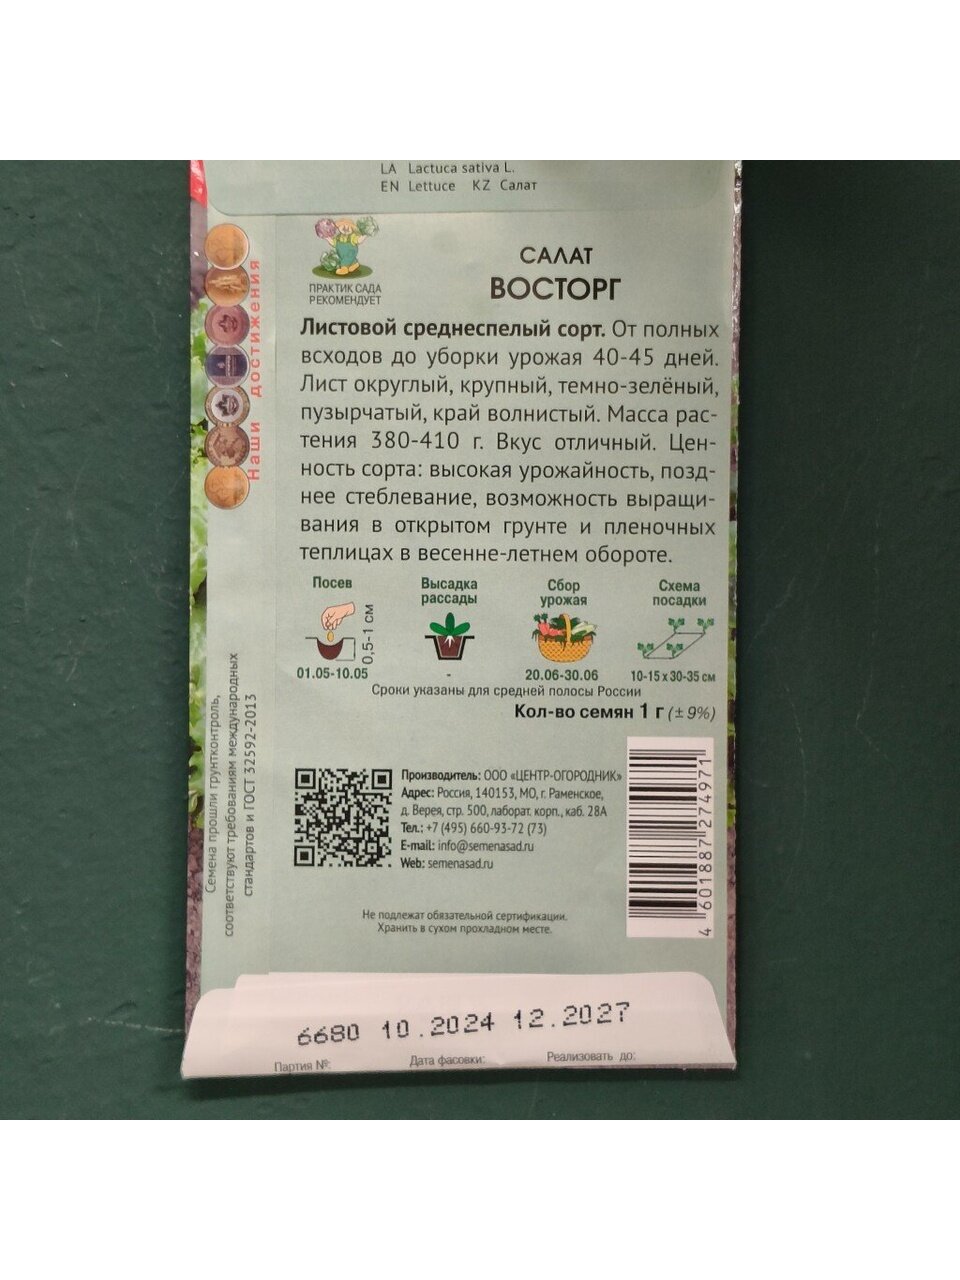 LA Lactuca sativa L.
EN Lettuce KZ Салат
ПРАКТИК САДА
РЕКОМЕНДУЕТ
САЛАТ
ВОСТОРГ
Наши достижения
Листовой среднеспелый сорт. От полных
всходов до уборки урожая 40-45 дней.
Лист округлый, крупный, темно-зелёный,
пузырчатый, край волнистый. Масса рас-
тения 380-410 г. Вкус отличный. Цен-
ность сорта: высокая урожайность, позд-
нее стеблевание, возможность выращи-
вания в открытом грунте и пленочных
теплицах в весенне-летнем обороте.
Посев
0,5-1 см
01.05-10.05
Высадка
рассады
-
Сбор
урожая
20.06-30.06
Схема
посадки
10-15 x 30-35 см
Сроки указаны для средней полосы России
Кол-во семян 1 г (±9%)
Семена прошли грунтконтроль,
соответствуют требованиям международных
стандартов и ГОСТ 32592-2013
Производитель: ООО «ЦЕНТР-ОГОРОДНИК»
Адрес: Россия, 140153, МО, г. Раменское,
д. Верея, стр. 500, лаборат. корп., каб. 28А
Тел.: +7 (495) 660-93-72 (73)
E-mail: info@semenasad.ru
Web: semenasad.ru
4 601887 274971
Не подлежат обязательной сертификации.
Хранить в сухом прохладном месте.
6680 10.2024 12.2027
Партия №: Дата фасовки: Реализовать до: